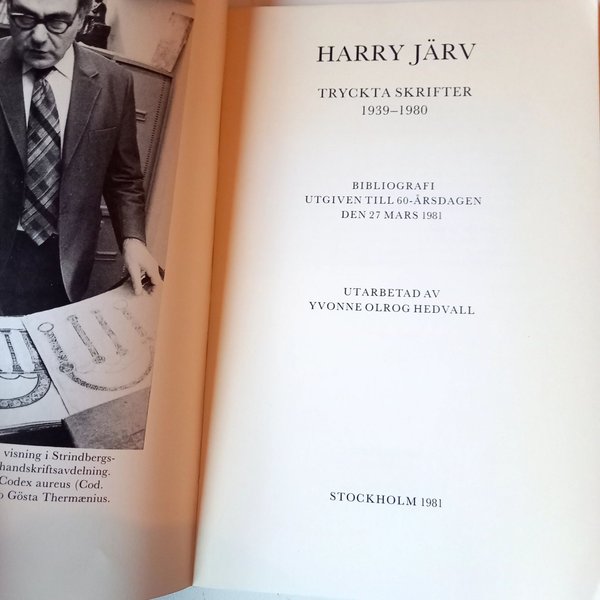 visning i Strindbergs-
handskriftsavdelning.
Codex aureus (Cod.
Gösta Thermænius.
HARRY JÄRV
TRYCKTA SKRIFTER
1939–1980
BIBLIOGRAFI
UTGIVEN TILL 60-ÅRSDAGEN
DEN 27 MARS 1981
UTARBETAD AV
YVONNE OLROG HEDVALL
STOCKHOLM 1981